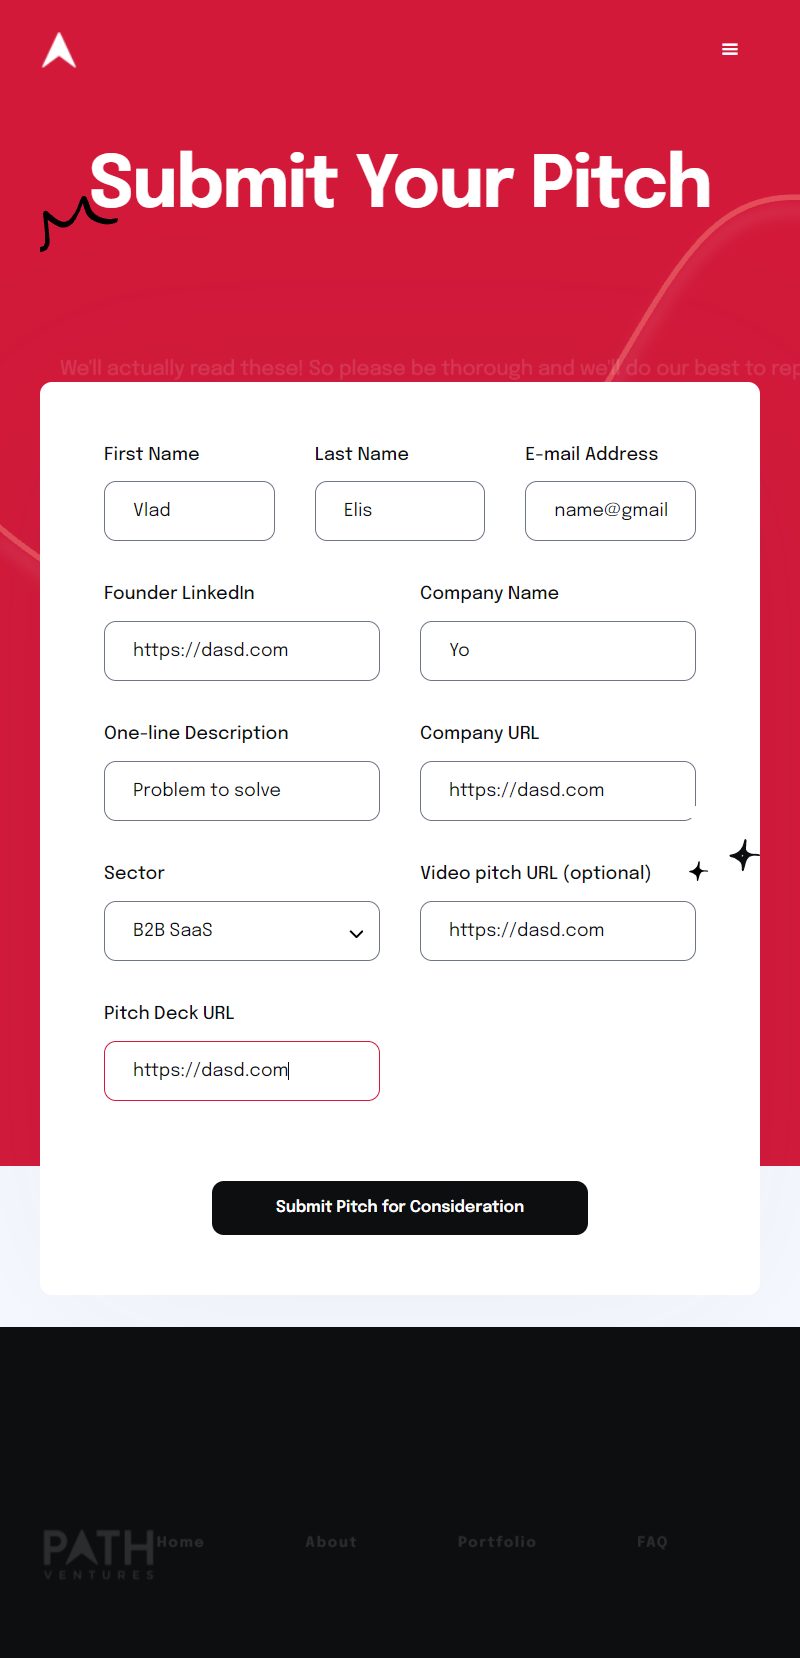 Submit Your Pitch
We'll actually read these! So please be thorough and we'll do our best to rep
First Name Last Name E-mail Address
Vlad Elis name@gmail
Founder LinkedIn Company Name
https://dasd.com Yo
One-line Description Company URL
Problem to solve https://dasd.com
Sector Video pitch URL (optional)
B2B SaaS https://dasd.com
Pitch Deck URL
https://dasd.com
Submit Pitch for Consideration
PATH
VENTURES
Home About Portfolio FAQ